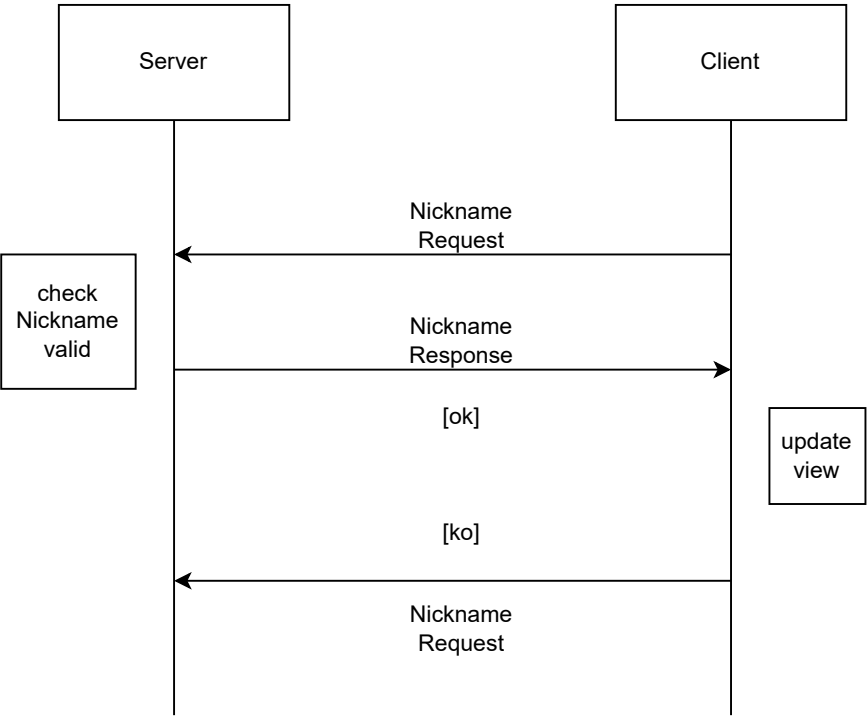 Server
Client
Nickname
Request
check
Nickname
valid
Nickname
Response
[ok]
update
view
[ko]
Nickname
Request